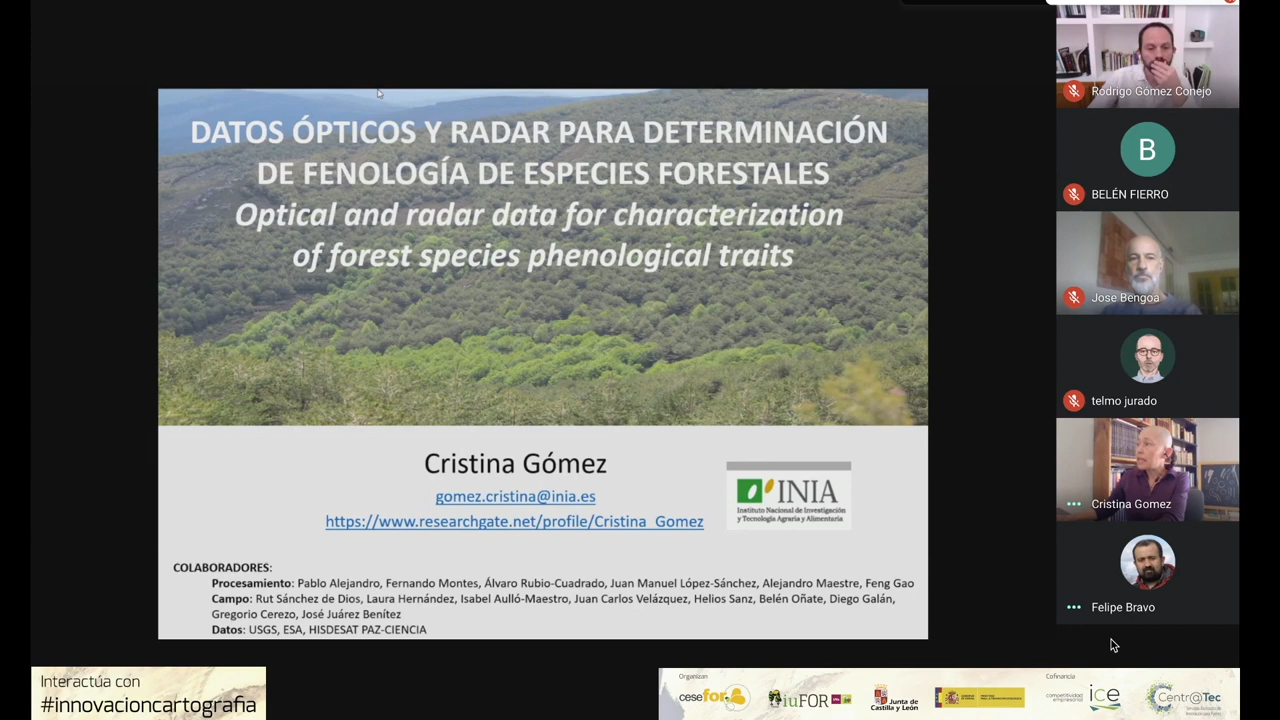 DATOS ÓPTICOS Y RADAR PARA DETERMINACIÓN
DE FENOLOGÍA DE ESPECIES FORESTALES
Optical and radar data for characterization
of forest species phenological traits
Cristina Gómez
gomez.cristina@inia.es
https://www.researchgate.net/profile/Cristina_Gomez
INIA
Instituto Nacional de Investigación
y Tecnología Agraria y Alimentaria
COLABORADORES:
Procesamiento: Pablo Alejandro, Fernando Montes, Álvaro Rubio-Cuadrado, Juan Manuel López-Sánchez, Alejandro Maestre, Feng Gao
Campo: Rut Sánchez de Dios, Laura Hernández, Isabel Aulló-Maestro, Juan Carlos Velázquez, Helios Sanz, Belén Oñate, Diego Galán,
Gregorio Cerezo, José Juárez Benítez
Datos: USGS, ESA, HISDESAT PAZ-CIENCIA
Rodrigo Gómez Conejo
B
BELÉN FIERRO
Jose Bengoa
telmo jurado
Cristina Gomez
Felipe Bravo
Interactúa con
#innovacioncartografia
Organizan
cesefor
iuFOR
Junta de
Castilla y León
Cofinancia
competitividad
empresarial
ice
Centr@Tec